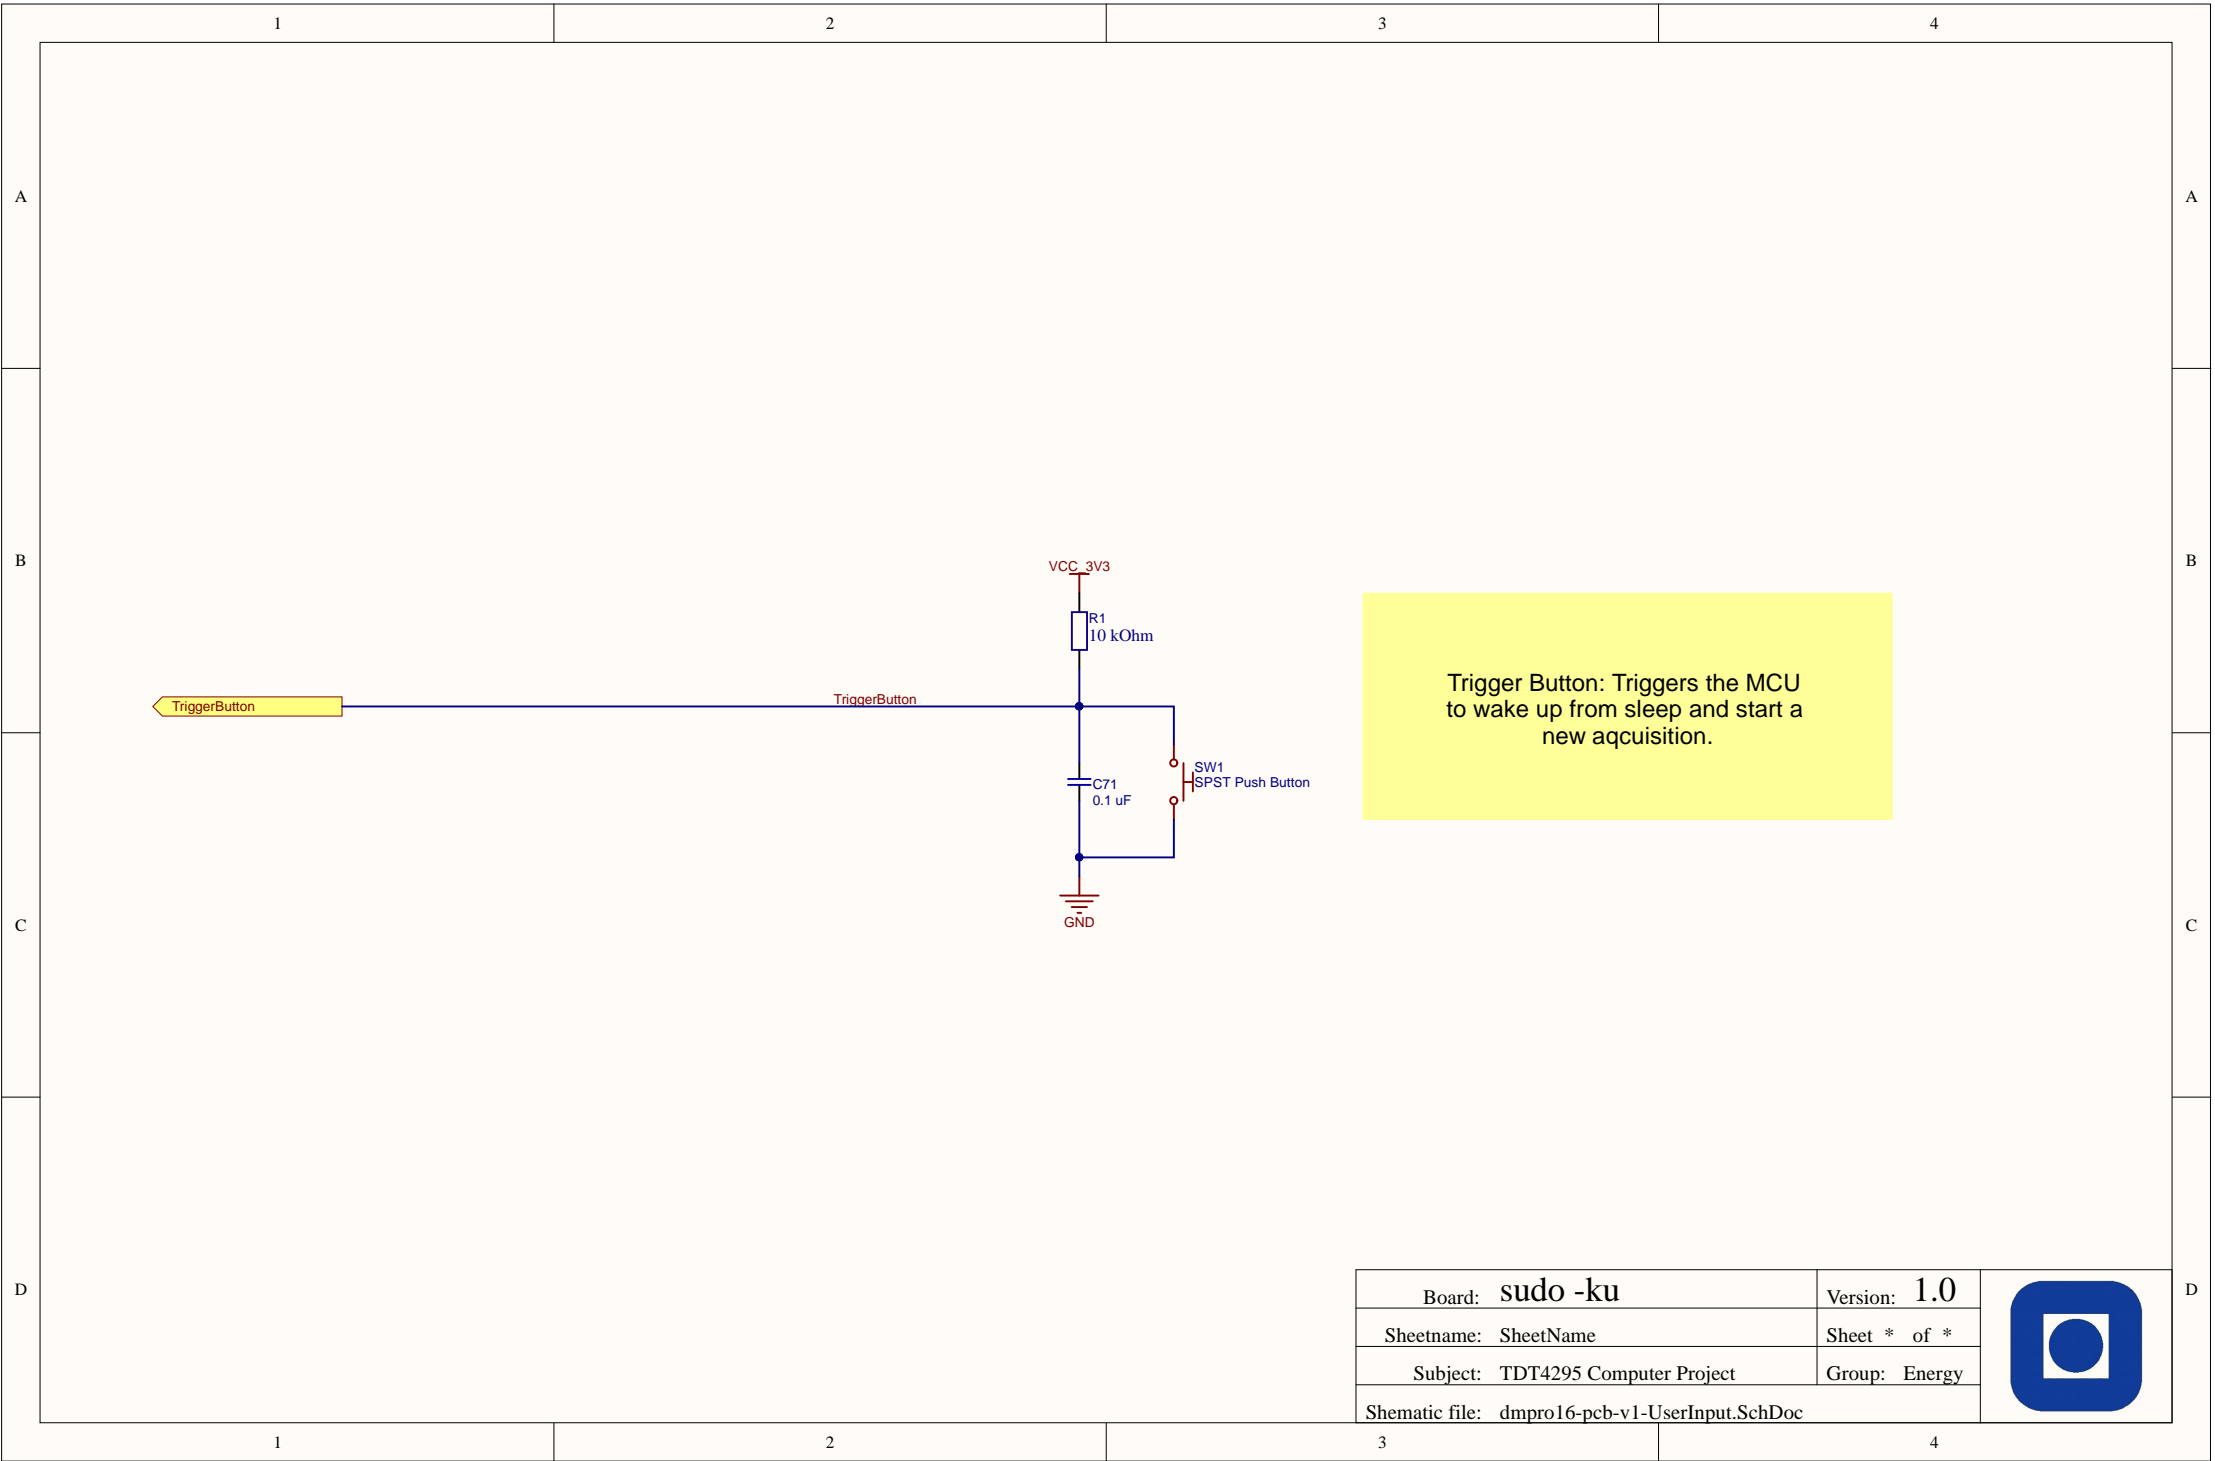 1 2 3 4
A A
B B
VCC_3V3
R1
10 kOhm
TriggerButton
TriggerButton
SW1
SPST Push Button
C71
0.1 uF
GND
Trigger Button: Triggers the MCU
to wake up from sleep and start a
new aqcuisition.
C C
D D
Board: sudo -ku Version: 1.0
Sheetname: SheetName Sheet * of *
Subject: TDT4295 Computer Project Group: Energy
Shematic file: dmpro16-pcb-v1-UserInput.SchDoc
1 2 3 4